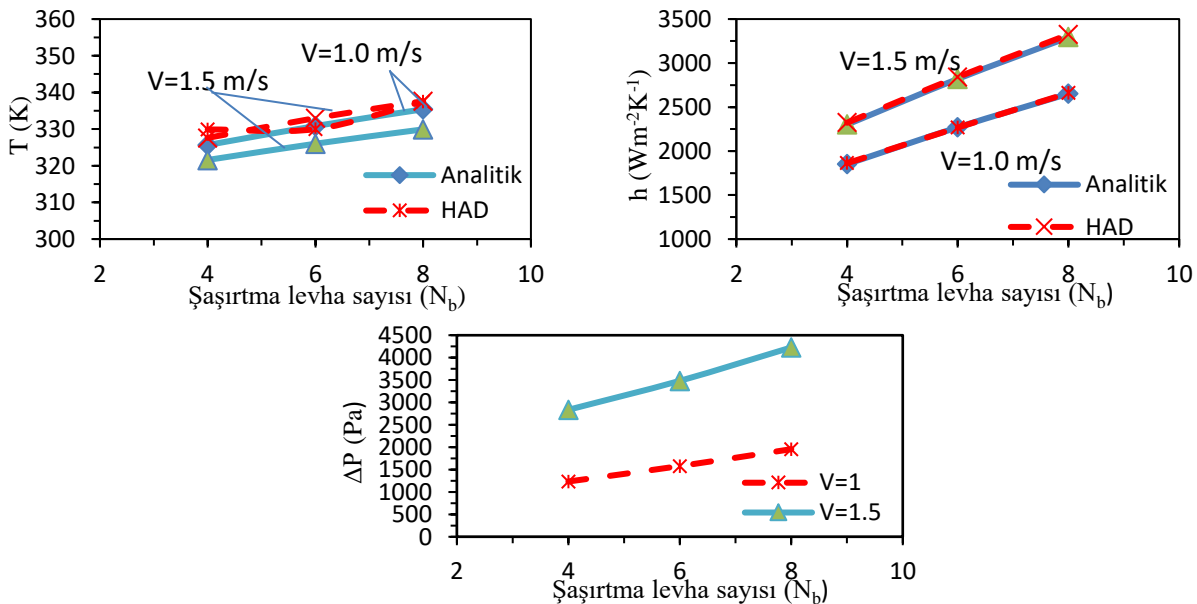 360
350
340
330
320
310
300
T (K)
V=1.0 m/s
V=1.5 m/s
Analitik
HAD
2
4
6
8
10
Şaşırtma levha sayısı (N_b)
3500
3000
2500
2000
1500
1000
h (Wm⁻²K⁻¹)
V=1.5 m/s
V=1.0 m/s
Analitik
HAD
2
4
6
8
10
Şaşırtma levha sayısı (N_b)
4500
4000
3500
3000
2500
2000
1500
1000
500
0
ΔP (Pa)
V=1
V=1.5
2
4
6
8
10
Şaşırtma levha sayısı (N_b)